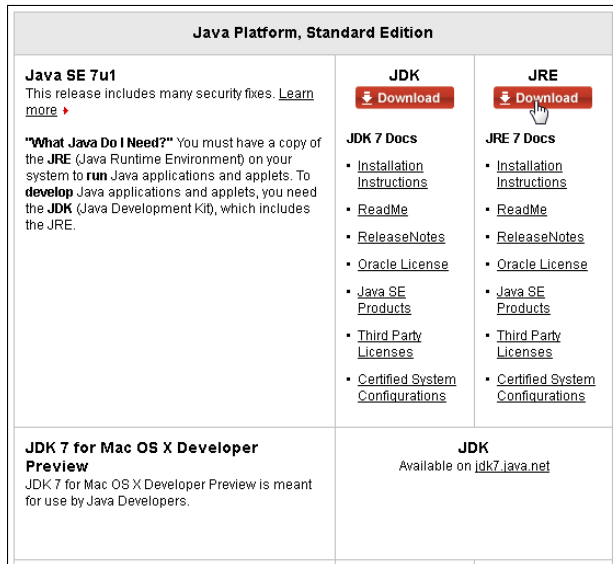 Java Platform, Standard Edition
Java SE 7u1
This release includes many security fixes. Learn
more
"What Java Do I Need?" You must have a copy of
the JRE (Java Runtime Environment) on your
system to run Java applications and applets. To
develop Java applications and applets, you need
the JDK (Java Development Kit), which includes
the JRE.
JDK
Download
JDK 7 Docs
Installation
Instructions
ReadMe
ReleaseNotes
Oracle License
Java SE
Products
Third Party
Licenses
Certified System
Configurations
JRE
Download
JRE 7 Docs
Installation
Instructions
ReadMe
ReleaseNotes
Oracle License
Java SE
Products
Third Party
Licenses
Certified System
Configurations
JDK 7 for Mac OS X Developer
Preview
JDK 7 for Mac OS X Developer Preview is meant
for use by Java Developers.
JDK
Available on jdk7.java.net